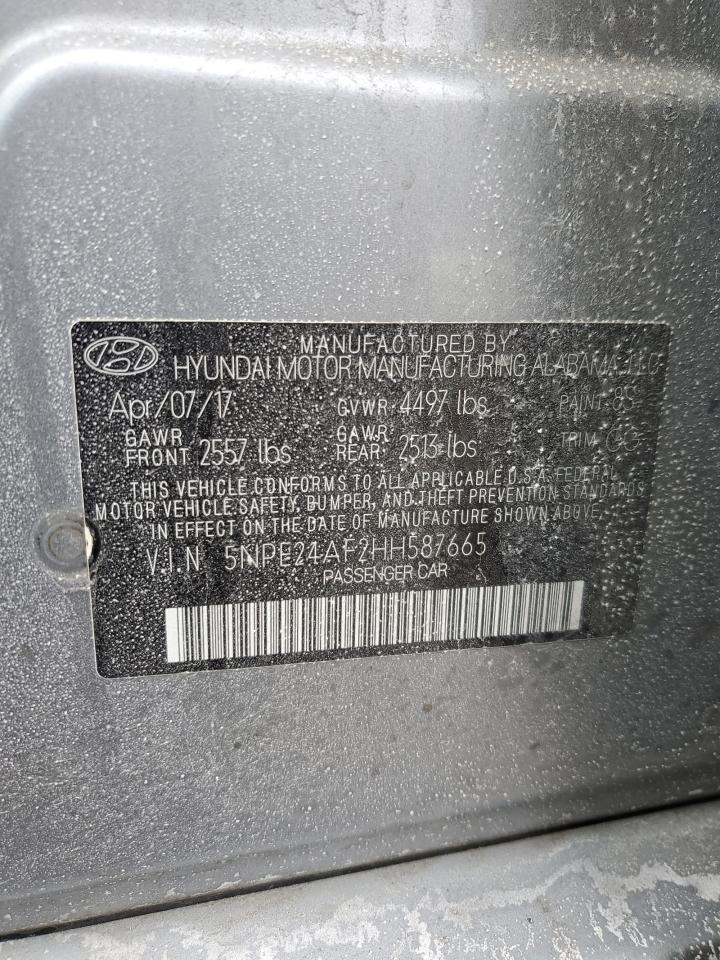 MANUFACTURED BY
HYUNDAI MOTOR MANUFACTURING ALABAMA, LLC
Apr/07/17 GVWR 4497 lbs PAINT 8S
GAWR FRONT 2557 lbs GAWR REAR 2513 lbs TRIM
THIS VEHICLE CONFORMS TO ALL APPLICABLE U.S.A. FEDERAL
MOTOR VEHICLE SAFETY, BUMPER, AND THEFT PREVENTION STANDARDS
IN EFFECT ON THE DATE OF MANUFACTURE SHOWN ABOVE.
V.I.N 5NPE24AF2HH587665
PASSENGER CAR